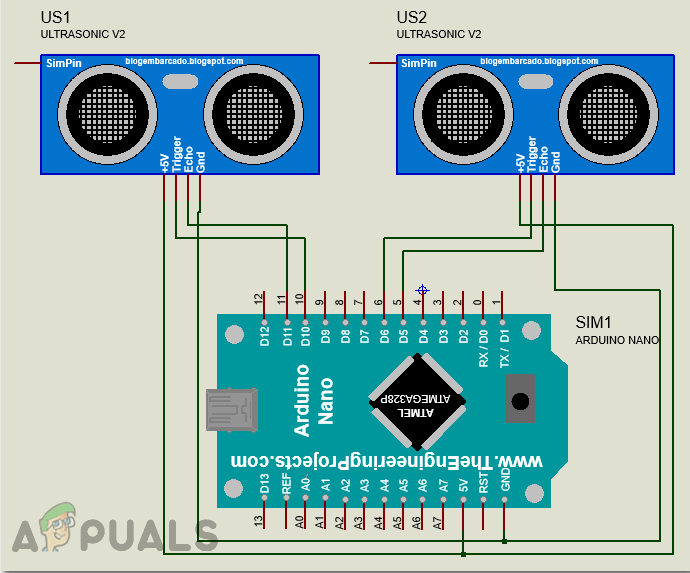 US1
ULTRASONIC V2
US2
ULTRASONIC V2
SimPin
blogembarcado.blogspot.com
SimPin
blogembarcado.blogspot.com
+5V
Trigger
Echo
Gnd
+5V
Trigger
Echo
Gnd
12
11
10
9
8
7
6
5
4
3
2
0
1
D12
D11
D10
D9
D8
D7
D6
D5
D4
D3
D2
RX / D0
TX / D1
SIM1
ARDUINO NANO
Arduino
Nano
ATMEL
ATMEGA328P
www.TheEngineeringProjects.com
D13
REF
A0
A1
A2
A3
A4
A5
A6
A7
5V
RST
GND
13
A0
A1
A2
A3
A4
A5
A6
A7
APPUALS